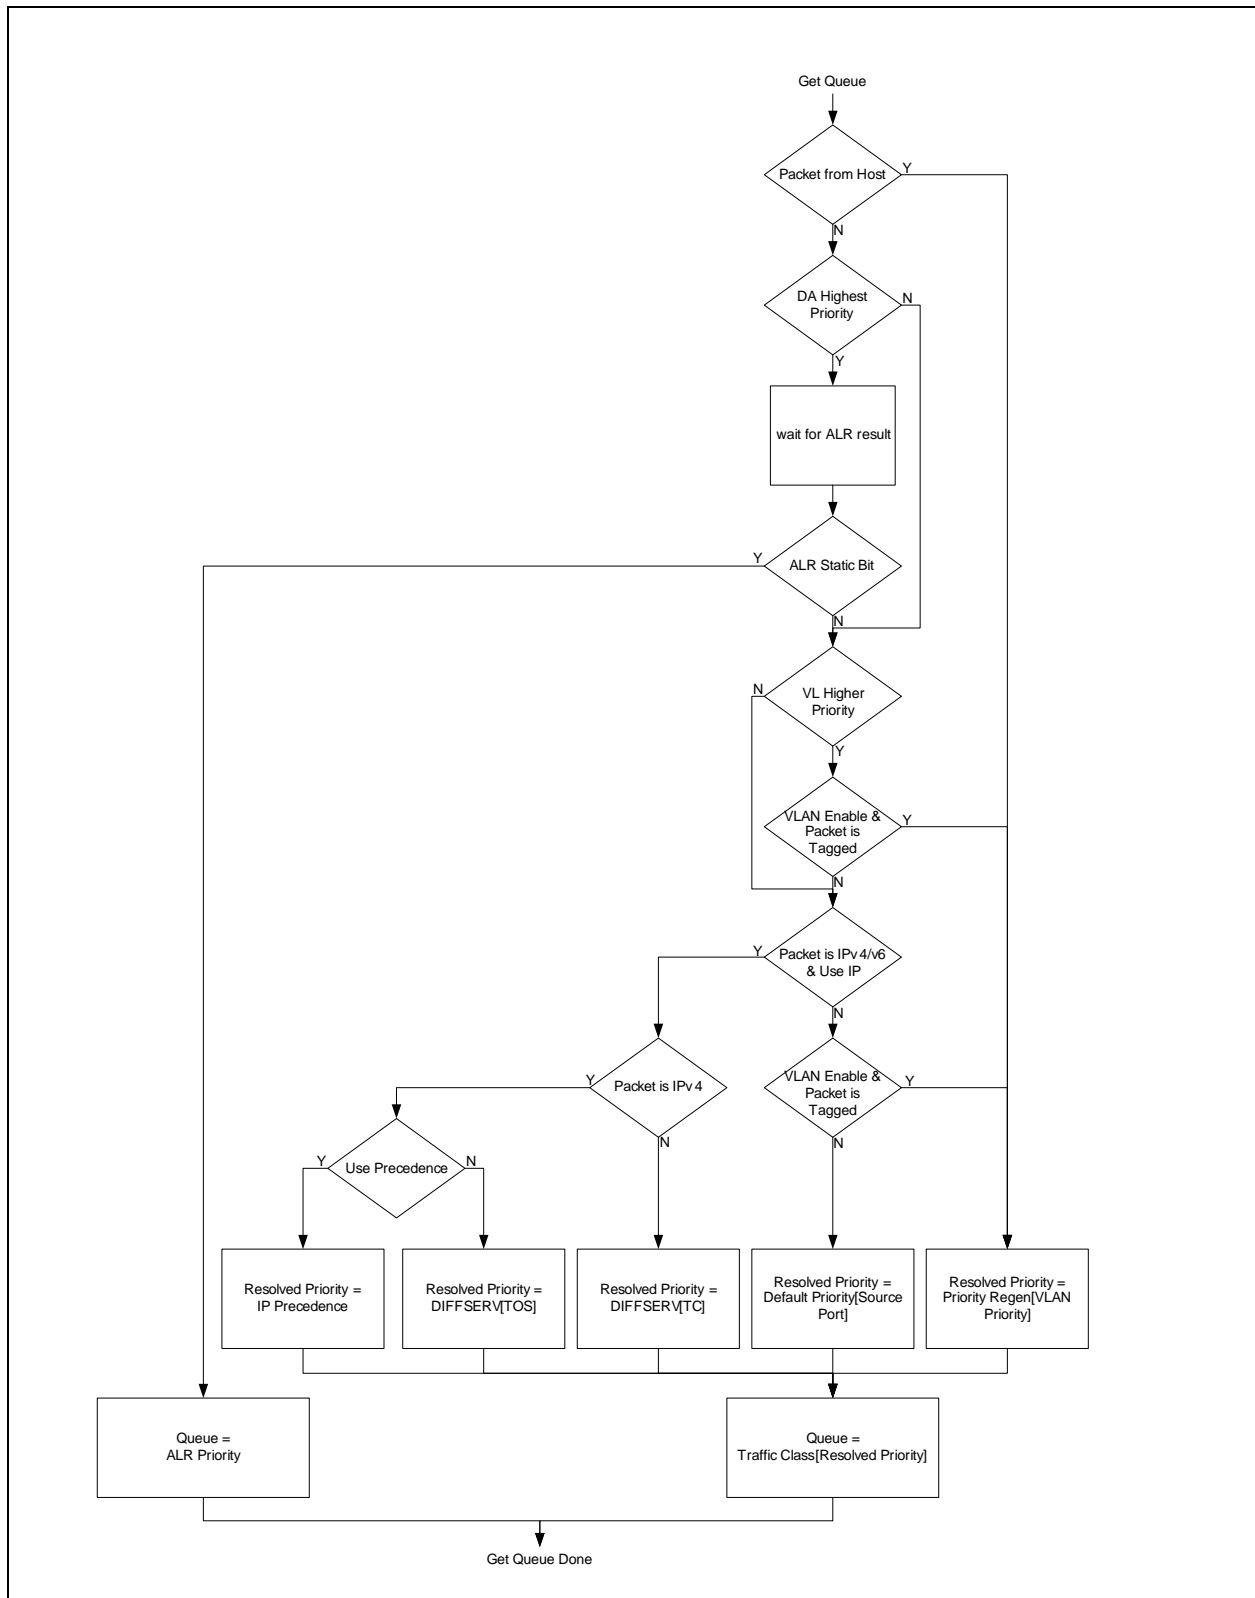 Get Queue
Packet from Host
Y
N
DA Highest
Priority
N
Y
wait for ALR result
Y
ALR Static Bit
N
N
VL Higher
Priority
Y
VLAN Enable &
Packet is
Tagged
Y
N
Y
Packet is IPv4/v6
& Use IP
N
Y
Packet is IPv4
N
VLAN Enable &
Packet is
Tagged
Y
N
Y
Use Precedence
N
Resolved Priority =
IP Precedence
Resolved Priority =
DIFFSERV[TOS]
Resolved Priority =
DIFFSERV[TC]
Resolved Priority =
Default Priority[Source
Port]
Resolved Priority =
Priority Regen[VLAN
Priority]
Queue =
ALR Priority
Queue =
Traffic Class[Resolved Priority]
Get Queue Done